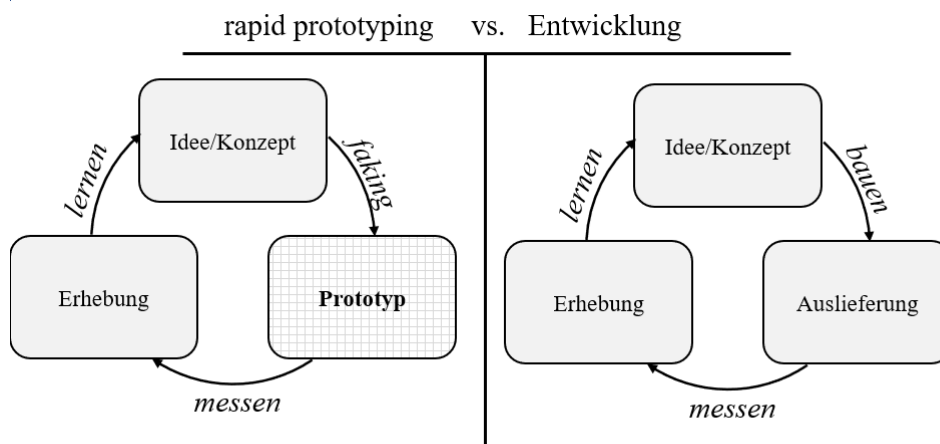 rapid prototyping vs. Entwicklung
Idee/Konzept
faking
Prototyp
messen
Erhebung
lernen
Idee/Konzept
bauen
Auslieferung
messen
Erhebung
lernen